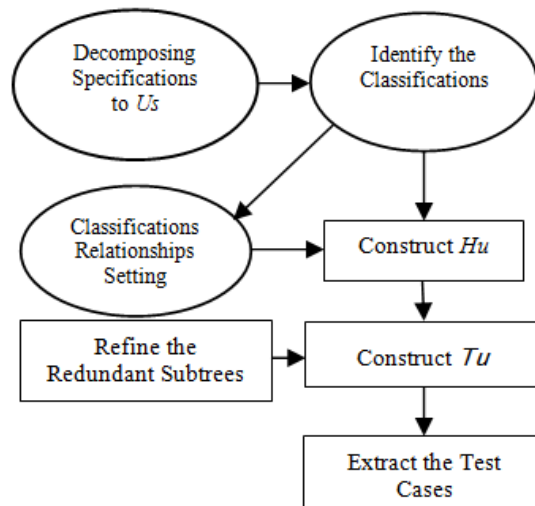 Decomposing
Specifications
to Us
Identify the
Classifications
Classifications
Relationships
Setting
Construct Hu
Refine the
Redundant Subtrees
Construct Tu
Extract the Test
Cases